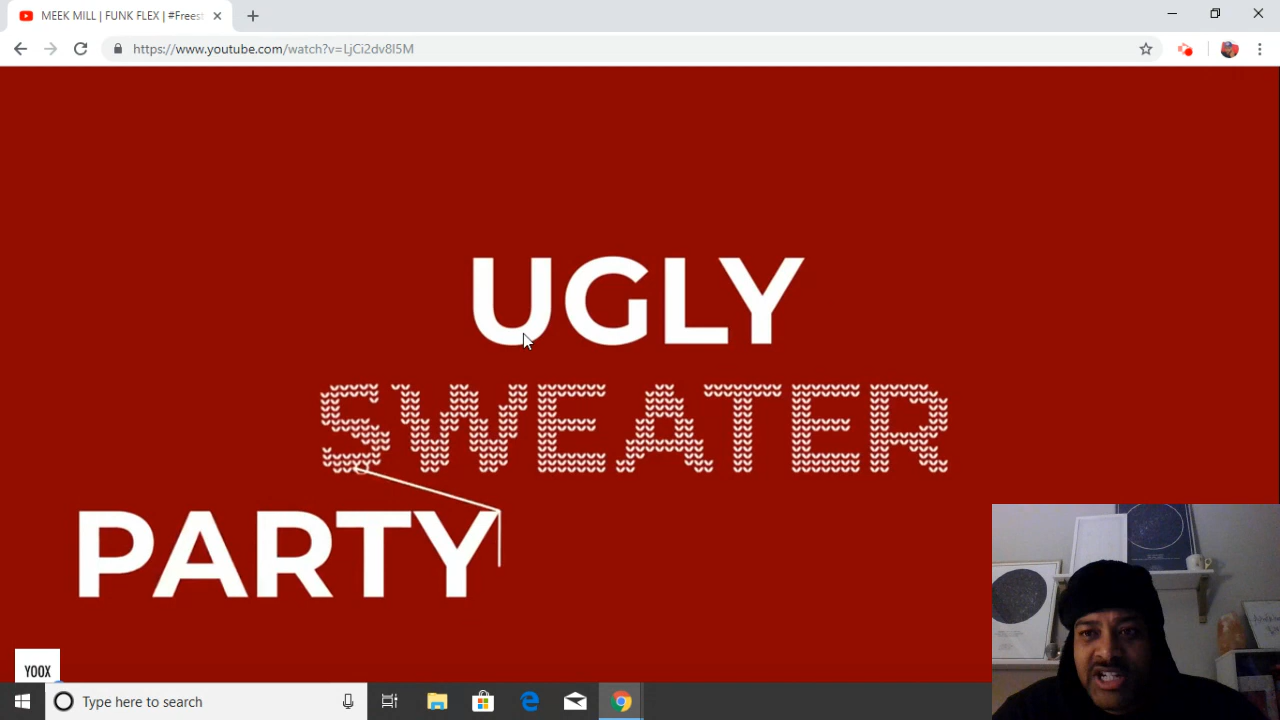 MEEK MILL | FUNK FLEX | #Freest
https://www.youtube.com/watch?v=LjCi2dv8I5M
UGLY
SWEATER
PARTY
YOOX
Type here to search